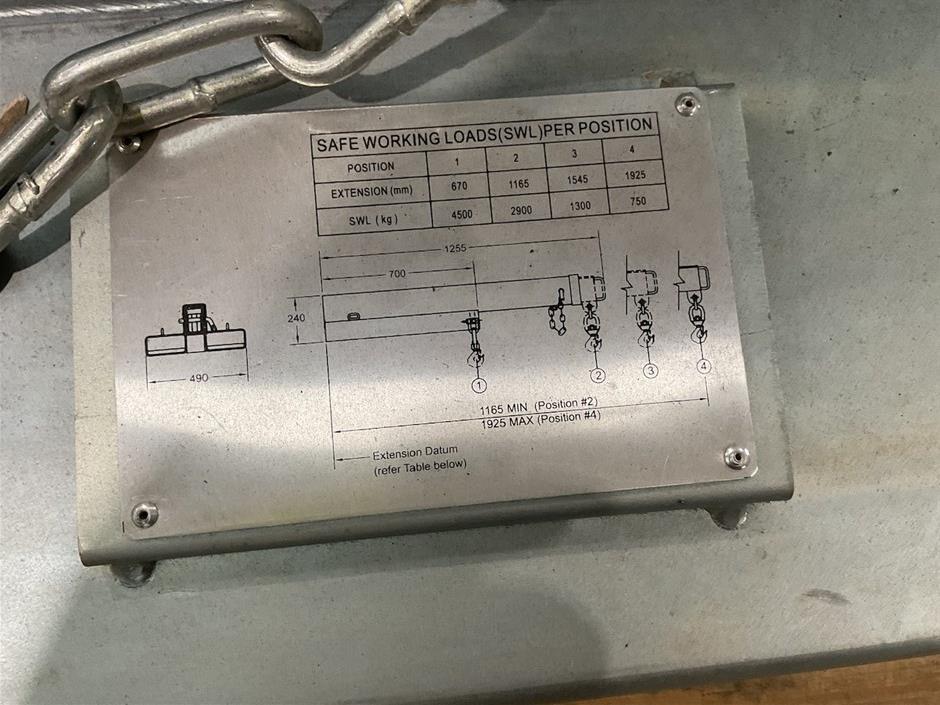 SAFE WORKING LOADS(SWL)PER POSITION
POSITION 1 2 3 4
EXTENSION (mm) 670 1165 1545 1925
SWL (kg) 4500 2900 1300 750
1255
700
240
490
1 2 3 4
1165 MIN (Position #2)
1925 MAX (Position #4)
Extension Datum
(refer Table below)